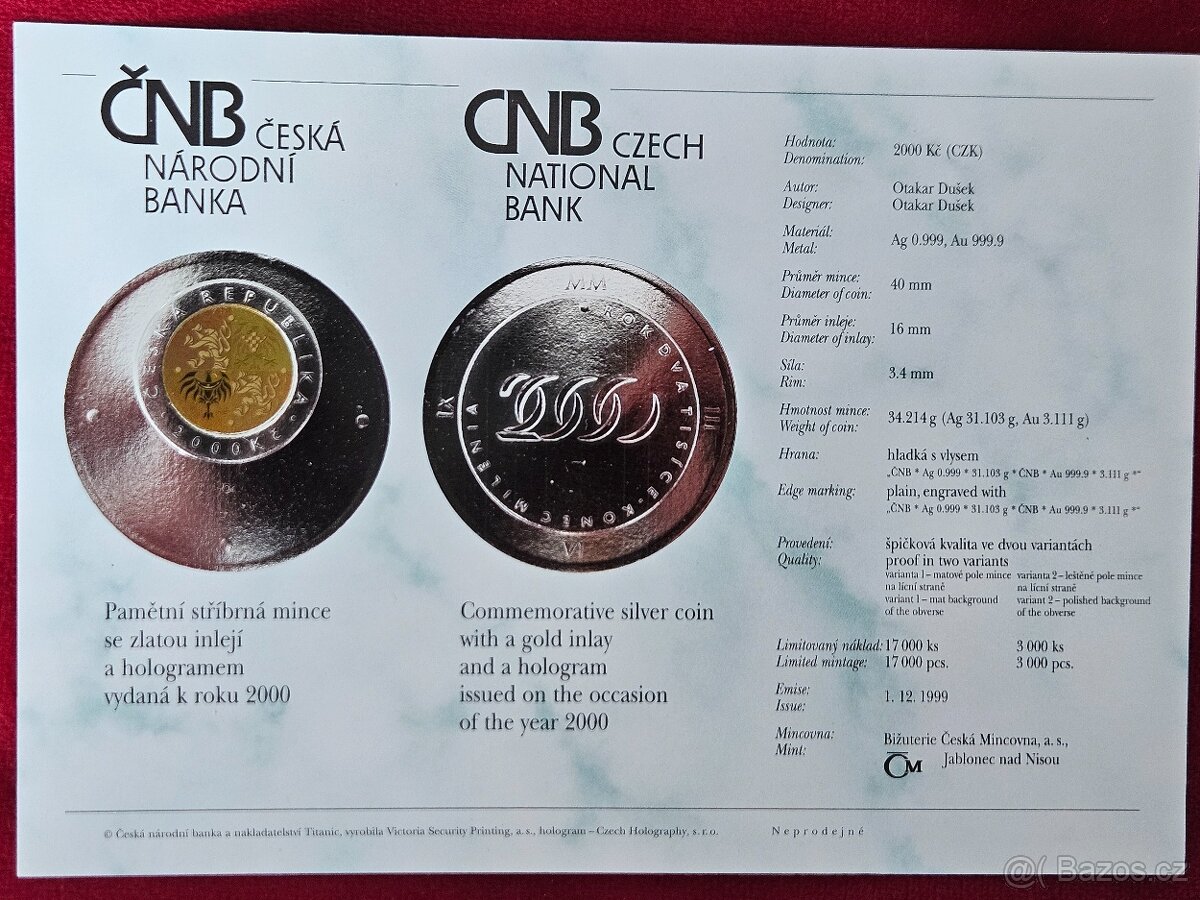 ČNB ČESKÁ
NÁRODNÍ
BANKA
CNB CZECH
NATIONAL
BANK
ČESKÁ REPUBLIKA
2000 Kč
MM
ROK DVATISÍCE · KONEC MILENIA
III
VI
IX
2000
Pamětní stříbrná mince
se zlatou inlejí
a hologramem
vydaná k roku 2000
Commemorative silver coin
with a gold inlay
and a hologram
issued on the occasion
of the year 2000
Hodnota:
Denomination:
2000 Kč (CZK)
Autor:
Designer:
Otakar Dušek
Otakar Dušek
Materiál:
Metal:
Ag 0.999, Au 999.9
Průměr mince:
Diameter of coin:
40 mm
Průměr inleje:
Diameter of inlay:
16 mm
Síla:
Rim:
3.4 mm
Hmotnost mince:
Weight of coin:
34.214 g (Ag 31.103 g, Au 3.111 g)
Hrana:
hladká s vlysem
„ČNB * Ag 0.999 * 31.103 g * ČNB * Au 999.9 * 3.111 g *“
Edge marking:
plain, engraved with
„ČNB * Ag 0.999 * 31.103 g * ČNB * Au 999.9 * 3.111 g *“
Provedení:
Quality:
špičková kvalita ve dvou variantách
proof in two variants
varianta 1 – matové pole mince
na lícní straně
variant 1 – mat background
of the obverse
varianta 2 – leštěné pole mince
na lícní straně
variant 2 – polished background
of the obverse
Limitovaný náklad: 17 000 ks 3 000 ks
Limited mintage: 17 000 pcs. 3 000 pcs.
Emise:
Issue:
1. 12. 1999
Mincovna:
Mint:
Bižuterie Česká Mincovna, a. s.,
ČM Jablonec nad Nisou
© Česká národní banka a nakladatelství Titanic, vyrobila Victoria Security Printing, a. s., hologram – Czech Holography, s. r. o.
Neprodejné
@( Bazos.cz